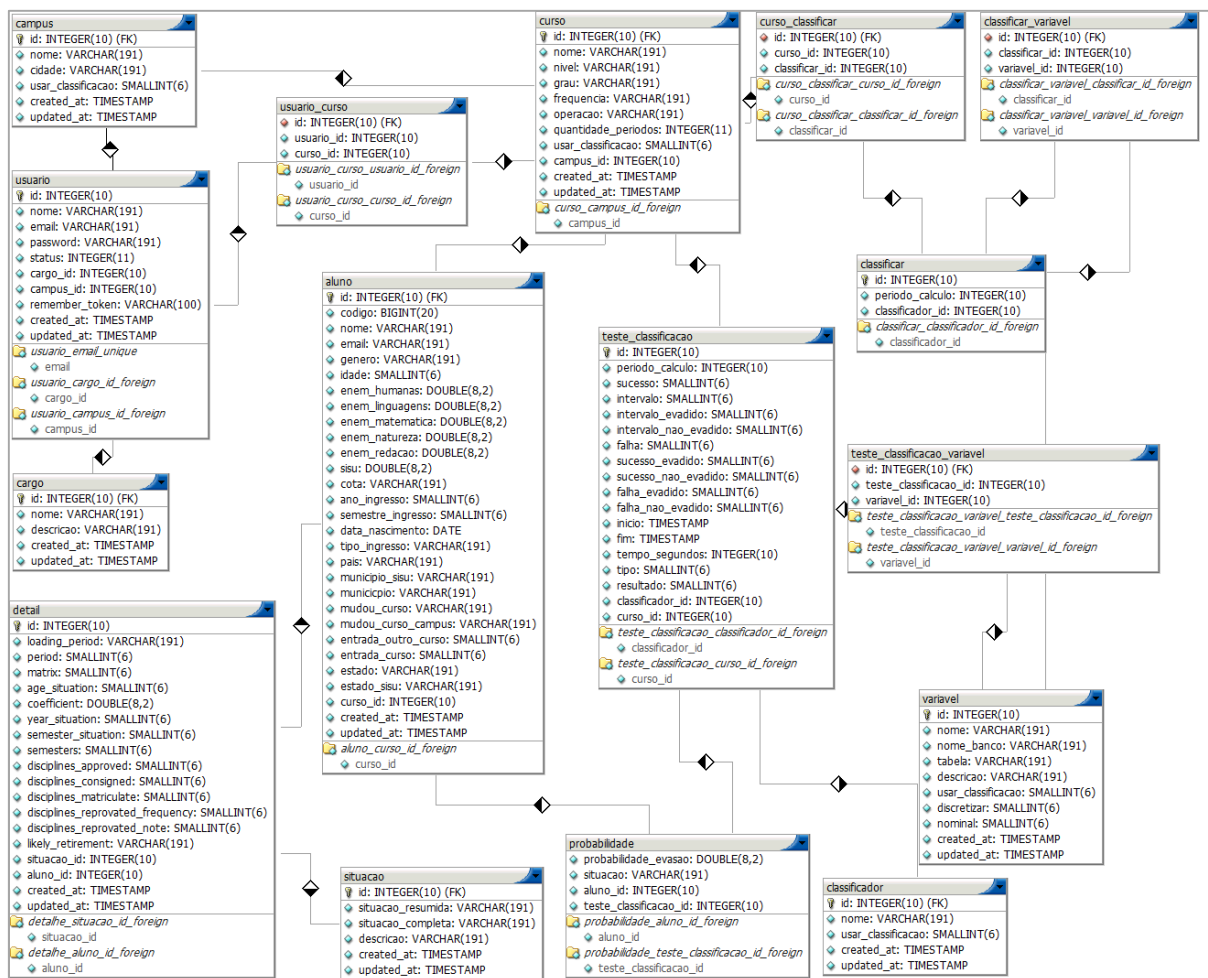 campus
id: INTEGER(10) (FK)
nome: VARCHAR(191)
cidade: VARCHAR(191)
usar_classificacao: SMALLINT(6)
created_at: TIMESTAMP
updated_at: TIMESTAMP
usuario
id: INTEGER(10)
nome: VARCHAR(191)
email: VARCHAR(191)
password: VARCHAR(191)
status: INTEGER(11)
cargo_id: INTEGER(10)
campus_id: INTEGER(10)
remember_token: VARCHAR(100)
created_at: TIMESTAMP
updated_at: TIMESTAMP
usuario_email_unique
email
usuario_cargo_id_foreign
cargo_id
usuario_campus_id_foreign
campus_id
cargo
id: INTEGER(10) (FK)
nome: VARCHAR(191)
descricao: VARCHAR(191)
created_at: TIMESTAMP
updated_at: TIMESTAMP
detail
id: INTEGER(10)
loading_period: VARCHAR(191)
period: SMALLINT(6)
matrix: SMALLINT(6)
age_situation: SMALLINT(6)
coefficient: DOUBLE(8,2)
year_situation: SMALLINT(6)
semester_situation: SMALLINT(6)
semesters: SMALLINT(6)
disciplines_approved: SMALLINT(6)
disciplines_consigned: SMALLINT(6)
disciplines_matriculate: SMALLINT(6)
disciplines_reprovated_frequency: SMALLINT(6)
disciplines_reprovated_note: SMALLINT(6)
likely_retirement: VARCHAR(191)
situacao_id: INTEGER(10)
aluno_id: INTEGER(10)
created_at: TIMESTAMP
updated_at: TIMESTAMP
detalhe_situacao_id_foreign
situacao_id
detalhe_aluno_id_foreign
aluno_id
usuario_curso
id: INTEGER(10) (FK)
usuario_id: INTEGER(10)
curso_id: INTEGER(10)
usuario_curso_usuario_id_foreign
usuario_id
usuario_curso_curso_id_foreign
curso_id
aluno
id: INTEGER(10) (FK)
codigo: BIGINT(20)
nome: VARCHAR(191)
email: VARCHAR(191)
genero: VARCHAR(191)
idade: SMALLINT(6)
enem_humanas: DOUBLE(8,2)
enem_linguagens: DOUBLE(8,2)
enem_matematica: DOUBLE(8,2)
enem_natureza: DOUBLE(8,2)
enem_redacao: DOUBLE(8,2)
sisu: DOUBLE(8,2)
cota: VARCHAR(191)
ano_ingresso: SMALLINT(6)
semestre_ingresso: SMALLINT(6)
data_nascimento: DATE
tipo_ingresso: VARCHAR(191)
pais: VARCHAR(191)
municipio_sisu: VARCHAR(191)
municicpio: VARCHAR(191)
mudou_curso: VARCHAR(191)
mudou_curso_campus: VARCHAR(191)
entrada_outro_curso: SMALLINT(6)
entrada_curso: SMALLINT(6)
estado: VARCHAR(191)
estado_sisu: VARCHAR(191)
curso_id: INTEGER(10)
created_at: TIMESTAMP
updated_at: TIMESTAMP
aluno_curso_id_foreign
curso_id
situacao
id: INTEGER(10) (FK)
situacao_resumida: VARCHAR(191)
situacao_completa: VARCHAR(191)
descricao: VARCHAR(191)
created_at: TIMESTAMP
updated_at: TIMESTAMP
curso
id: INTEGER(10) (FK)
nome: VARCHAR(191)
nivel: VARCHAR(191)
grau: VARCHAR(191)
frequência: VARCHAR(191)
operacao: VARCHAR(191)
quantidade_periodos: INTEGER(11)
usar_classificacao: SMALLINT(6)
campus_id: INTEGER(10)
created_at: TIMESTAMP
updated_at: TIMESTAMP
curso_campus_id_foreign
campus_id
teste_classificacao
id: INTEGER(10)
periodo_calculo: INTEGER(10)
sucesso: SMALLINT(6)
intervalo: SMALLINT(6)
intervalo_evadido: SMALLINT(6)
intervalo_nao_evadido: SMALLINT(6)
falha: SMALLINT(6)
sucesso_evadido: SMALLINT(6)
sucesso_nao_evadido: SMALLINT(6)
falha_evadido: SMALLINT(6)
falha_nao_evadido: SMALLINT(6)
inicio: TIMESTAMP
fim: TIMESTAMP
tempo_segundos: INTEGER(10)
tipo: SMALLINT(6)
resultado: SMALLINT(6)
classificador_id: INTEGER(10)
curso_id: INTEGER(10)
teste_classificacao_classificador_id_foreign
classificador_id
teste_classificacao_curso_id_foreign
curso_id
probabilidade
probabilidade_evasao: DOUBLE(8,2)
situacao: VARCHAR(191)
aluno_id: INTEGER(10)
teste_classificacao_id: INTEGER(10)
probabilidade_aluno_id_foreign
aluno_id
probabilidade_teste_classificacao_id_foreign
teste_classificacao_id
curso_classificar
id: INTEGER(10) (FK)
curso_id: INTEGER(10)
classificar_id: INTEGER(10)
curso_classificar_curso_id_foreign
curso_id
curso_classificar_classificar_id_foreign
classificar_id
classificar_variavel
id: INTEGER(10) (FK)
classificar_id: INTEGER(10)
variavel_id: INTEGER(10)
classificar_variavel_classificar_id_foreign
classificar_id
classificar_variavel_variavel_id_foreign
variavel_id
classificar
id: INTEGER(10)
periodo_calculo: INTEGER(10)
classificador_id: INTEGER(10)
classificar_classificador_id_foreign
classificador_id
teste_classificacao_variavel
id: INTEGER(10) (FK)
teste_classificacao_id: INTEGER(10)
variavel_id: INTEGER(10)
teste_classificacao_variavel_teste_classificacao_id_foreign
teste_classificacao_id
teste_classificacao_variavel_variavel_id_foreign
variavel_id
variavel
id: INTEGER(10)
nome: VARCHAR(191)
nome_banco: VARCHAR(191)
tabela: VARCHAR(191)
descricao: VARCHAR(191)
usar_classificacao: SMALLINT(6)
discretizar: SMALLINT(6)
nominal: SMALLINT(6)
created_at: TIMESTAMP
updated_at: TIMESTAMP
classificador
id: INTEGER(10) (FK)
nome: VARCHAR(191)
usar_classificacao: SMALLINT(6)
created_at: TIMESTAMP
updated_at: TIMESTAMP